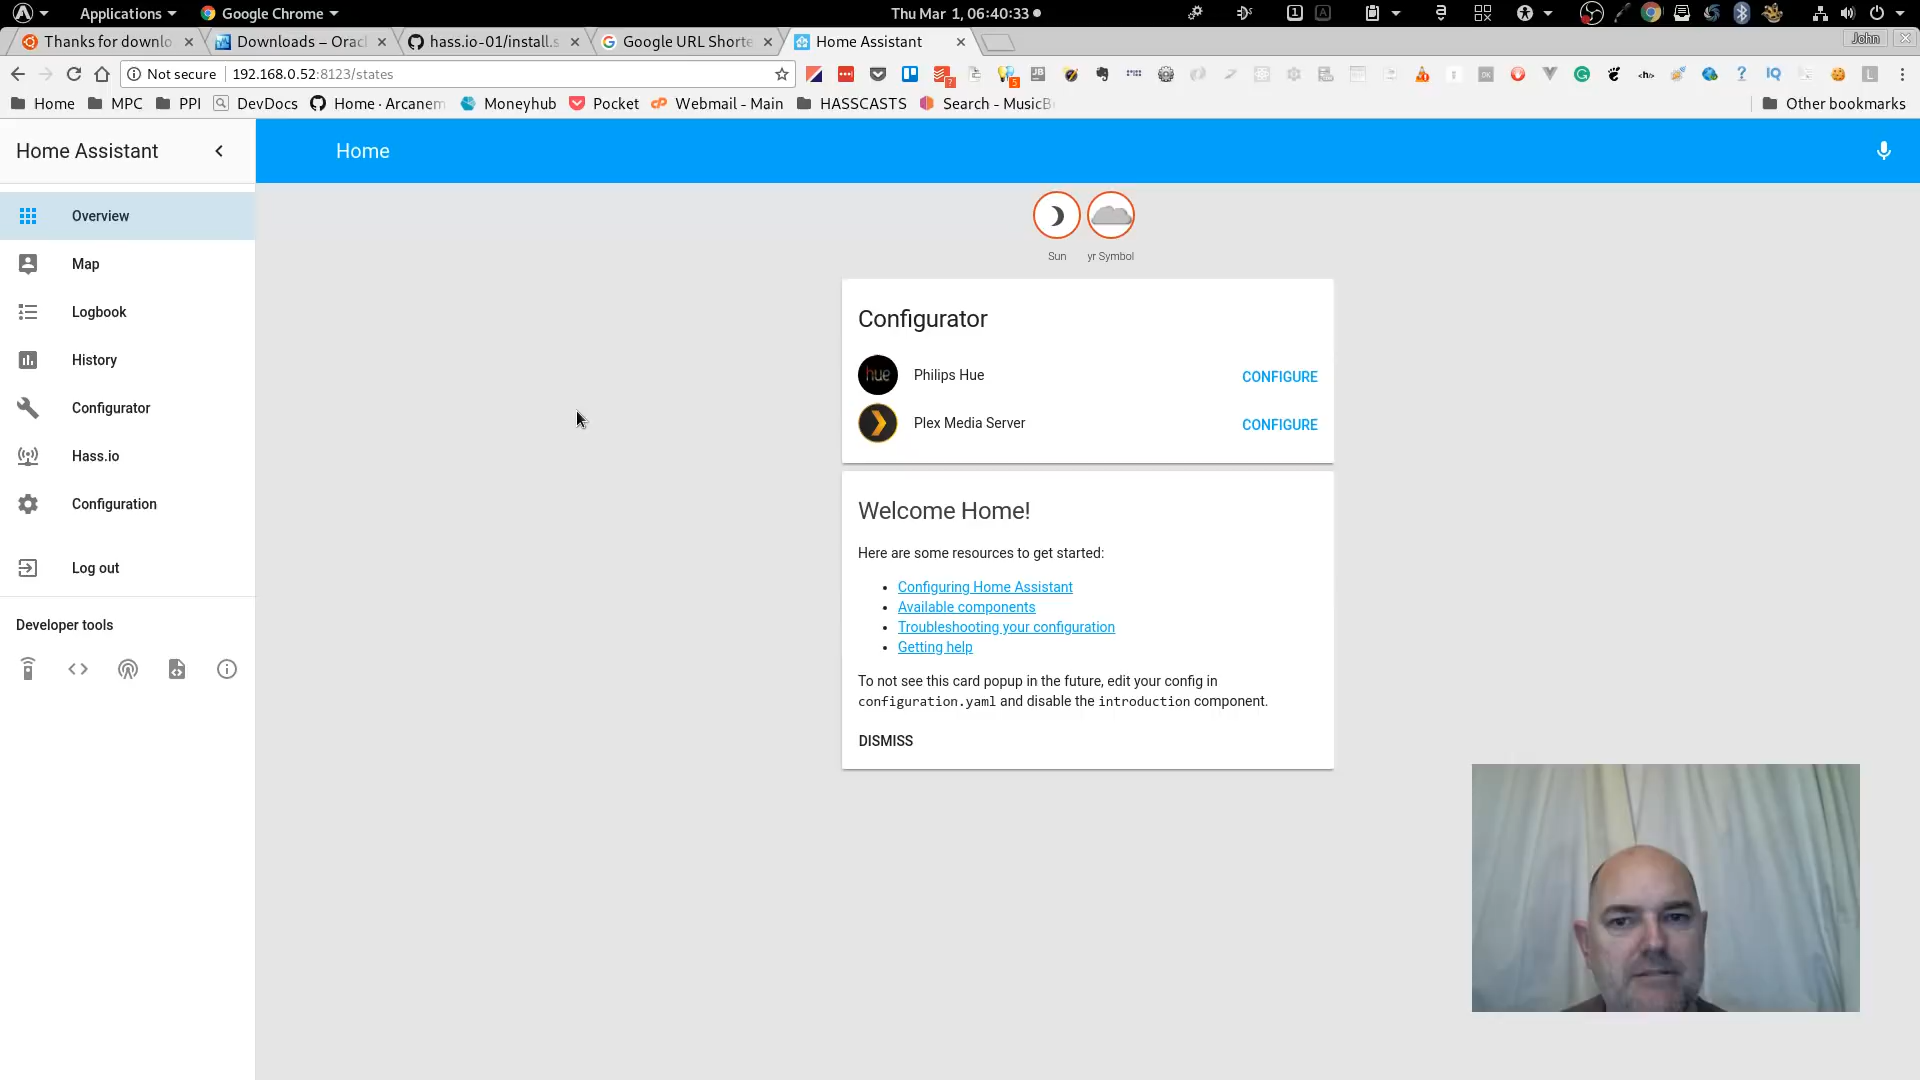 Applications
Google Chrome
Thu Mar 1, 06:40:33
1
A
Thanks for downlo
Downloads – Orac
hass.io-01/install.s
Google URL Shorte
Home Assistant
John
Not secure
192.168.0.52:8123/states
Home
MPC
PPI
DevDocs
Home · Arcanem
Moneyhub
Pocket
Webmail - Main
HASSCASTS
Search - MusicB
Other bookmarks
Home Assistant
Home
Overview
Map
Logbook
History
Configurator
Hass.io
Configuration
Log out
Developer tools
Sun
yr Symbol
Configurator
hue
Philips Hue
CONFIGURE
Plex Media Server
CONFIGURE
Welcome Home!
Here are some resources to get started:
Configuring Home Assistant
Available components
Troubleshooting your configuration
Getting help
To not see this card popup in the future, edit your config in
configuration.yaml and disable the introduction component.
DISMISS